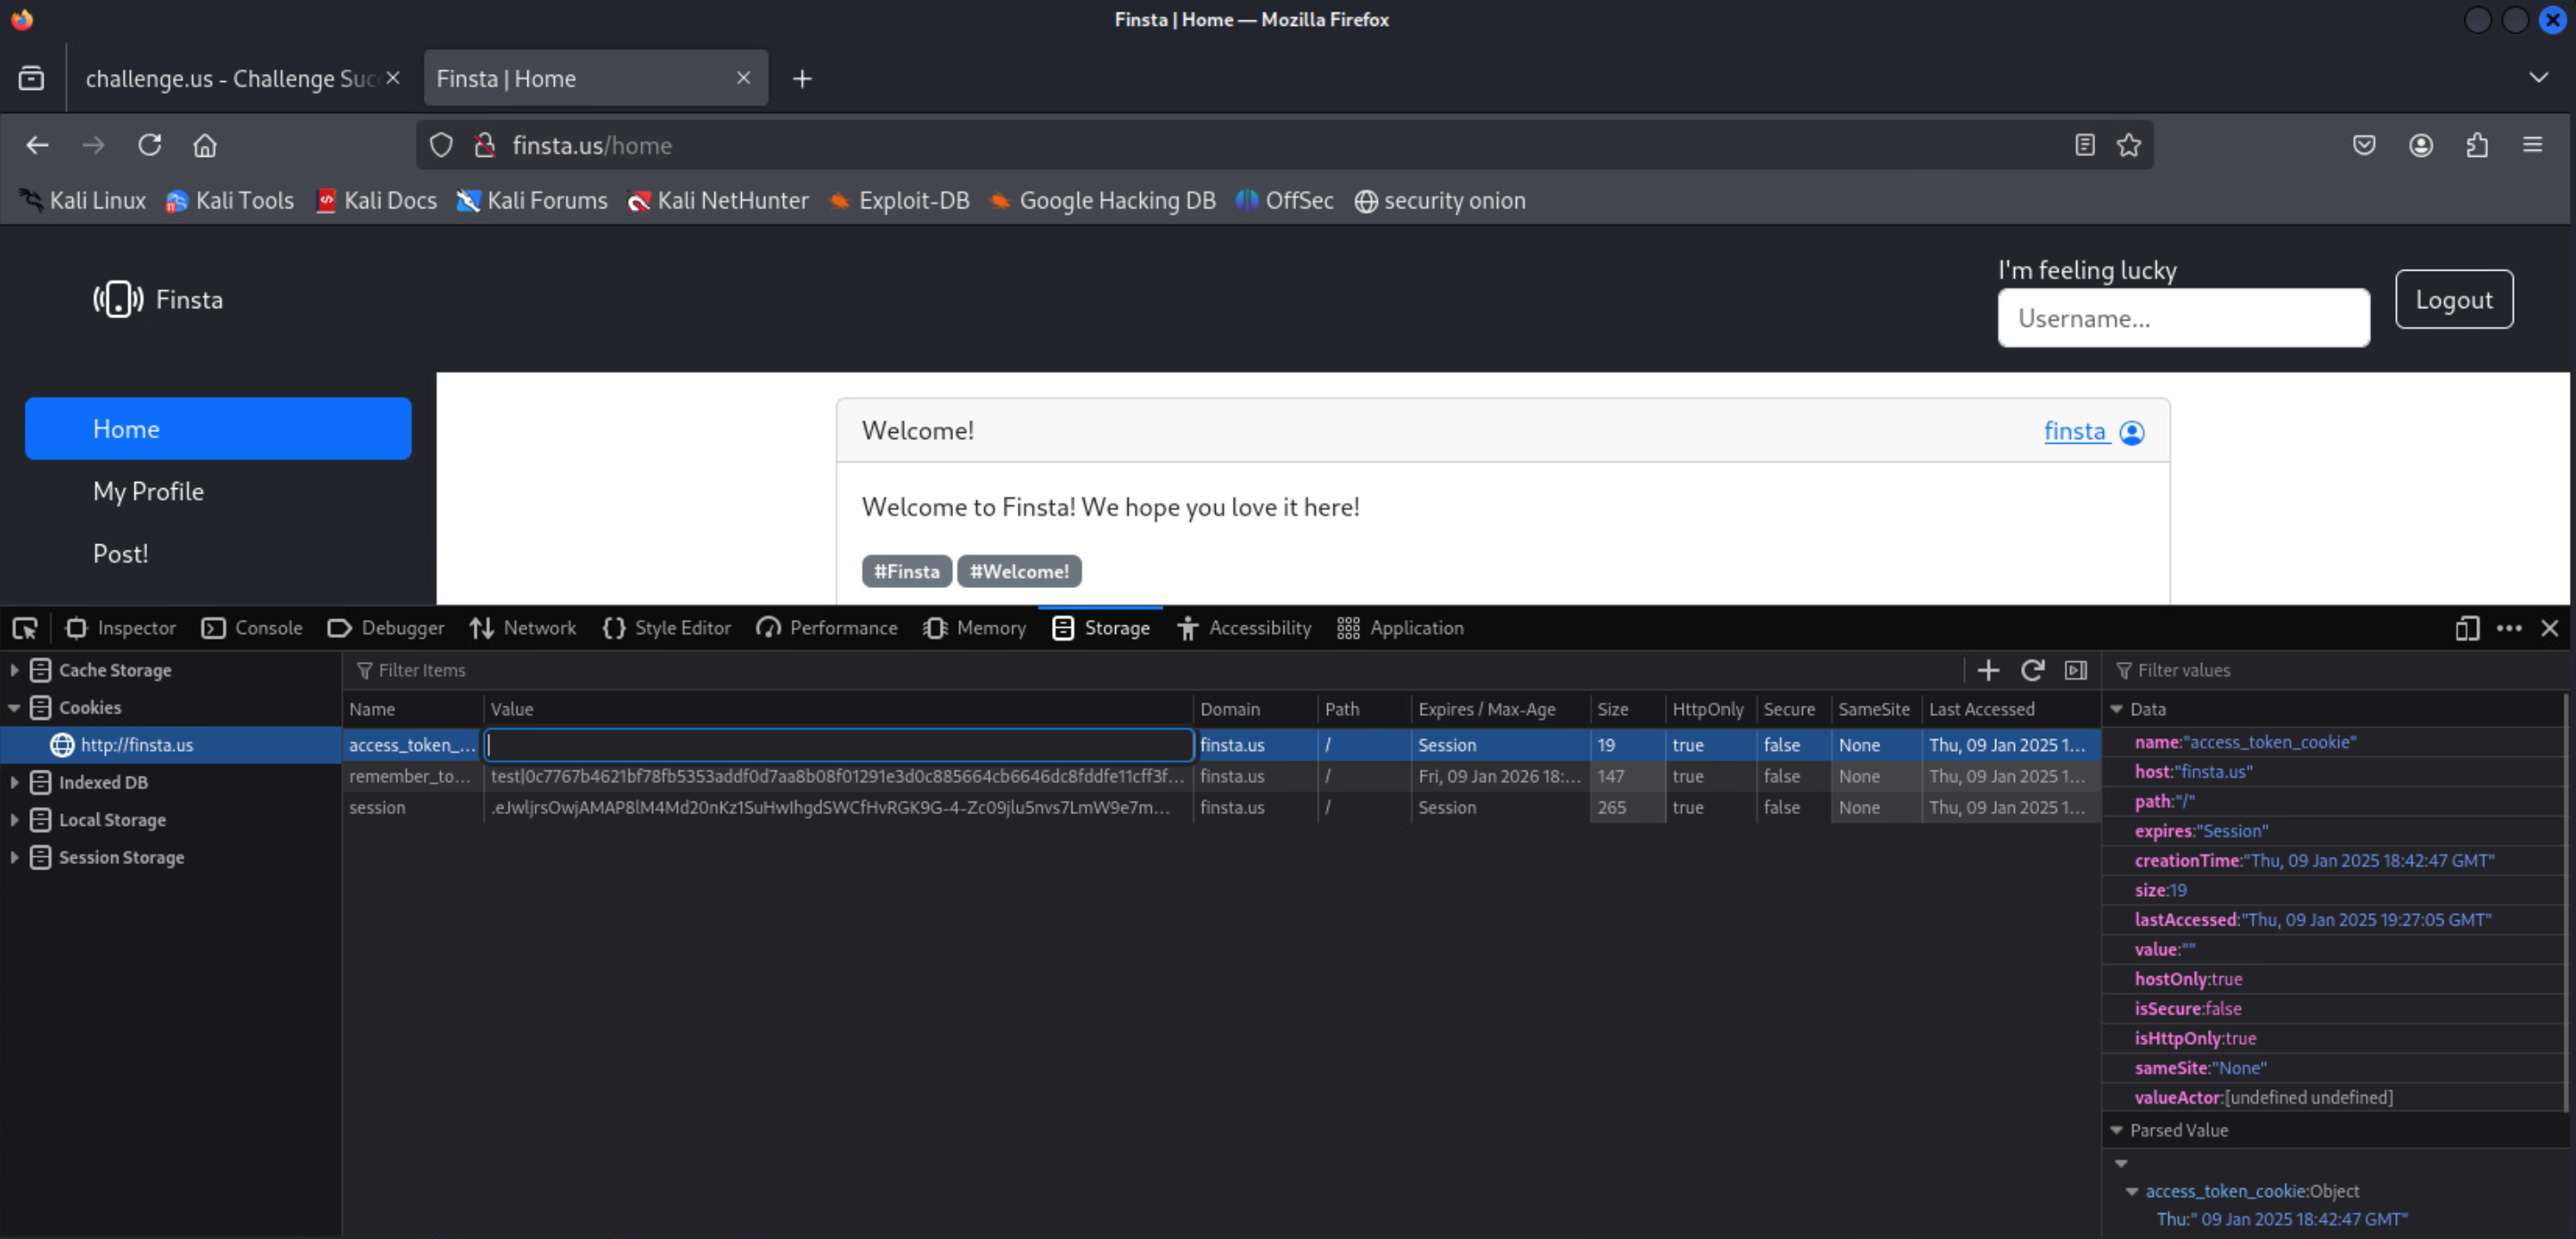 Finsta | Home — Mozilla Firefox
challenge.us - Challenge Suc
Finsta | Home
finsta.us/home
Kali Linux Kali Tools Kali Docs Kali Forums Kali NetHunter Exploit-DB Google Hacking DB OffSec security onion
I'm feeling lucky
Finsta
Username...
Logout
Home
My Profile
Post!
Welcome!
finsta
Welcome to Finsta! We hope you love it here!
#Finsta #Welcome!
Inspector Console Debugger Network Style Editor Performance Memory Storage Accessibility Application
Cache Storage
Cookies
http://finsta.us
Indexed DB
Local Storage
Session Storage
Filter Items
Name Value Domain Path Expires / Max-Age Size HttpOnly Secure SameSite Last Accessed
access_token_... finsta.us / Session 19 true false None Thu, 09 Jan 2025 1...
remember_to... test|0c7767b4621bf78fb5353addf0d7aa8b08f01291e3d0c885664cb6646dc8fddfe11cff3f... finsta.us / Fri, 09 Jan 2026 18:... 147 true false None Thu, 09 Jan 2025 1...
session .eJwljrsOwjAMAP8lM4Md20nKz1SuHwIhgdSWCfHvRGK9G-4-Zc09jlu5nvs7LmW9e7m... finsta.us / Session 265 true false None Thu, 09 Jan 2025 1...
Filter values
Data
name:"access_token_cookie"
host:"finsta.us"
path:"/"
expires:"Session"
creationTime:"Thu, 09 Jan 2025 18:42:47 GMT"
size:19
lastAccessed:"Thu, 09 Jan 2025 19:27:05 GMT"
value:""
hostOnly:true
isSecure:false
isHttpOnly:true
sameSite:"None"
valueActor:[undefined undefined]
Parsed Value
access_token_cookie:Object
Thu:" 09 Jan 2025 18:42:47 GMT"